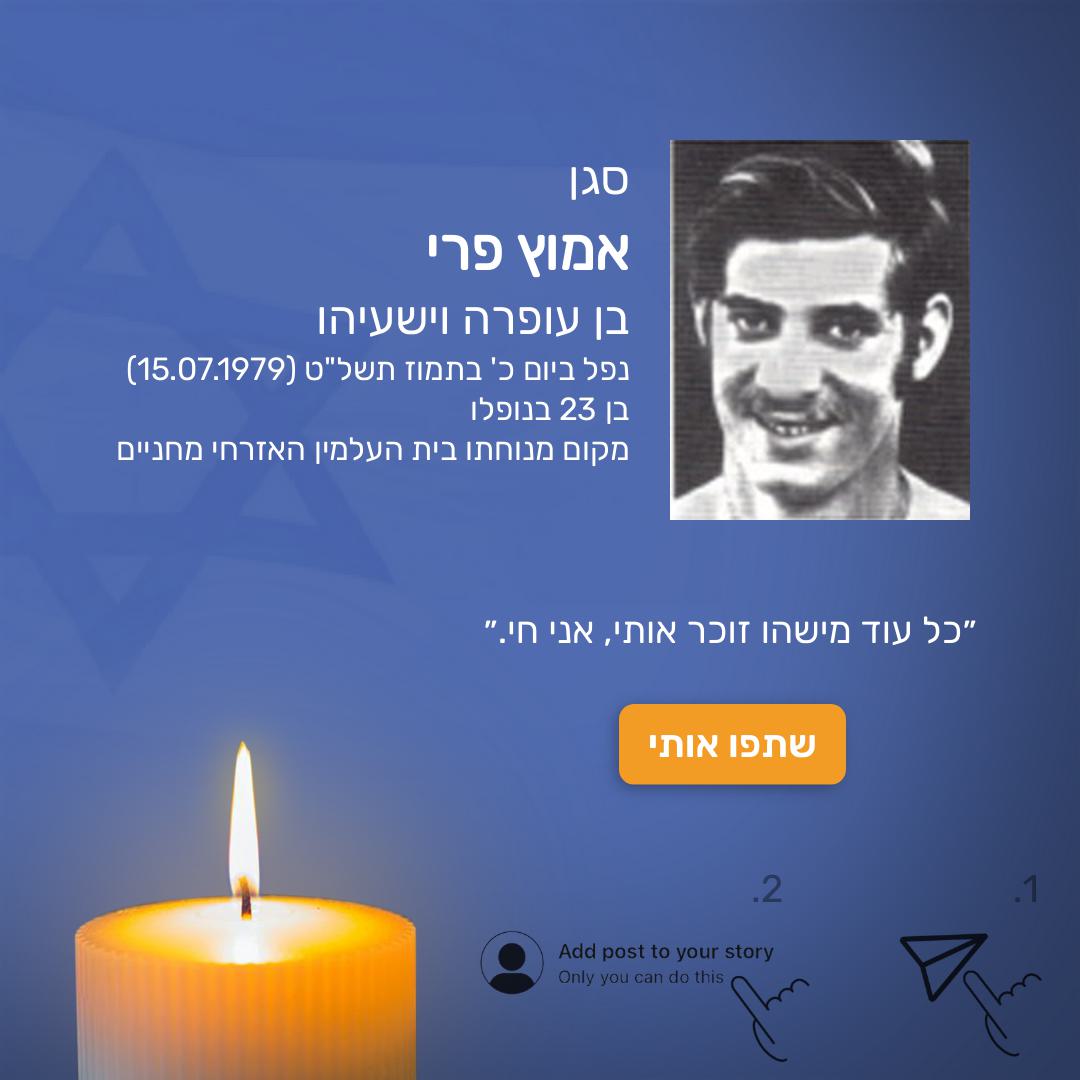 סגן
אמוץ פרי
בן עופרה וישעיהו
נפל ביום כ' בתמוז תשל"ט (15.07.1979)
בן 23 בנופלו
מקום מנוחתו בית העלמין האזרחי מחניים
״כל עוד מישהו זוכר אותי, אני חי.״
שתפו אותי
.1
.2
Add post to your story
Only you can do this